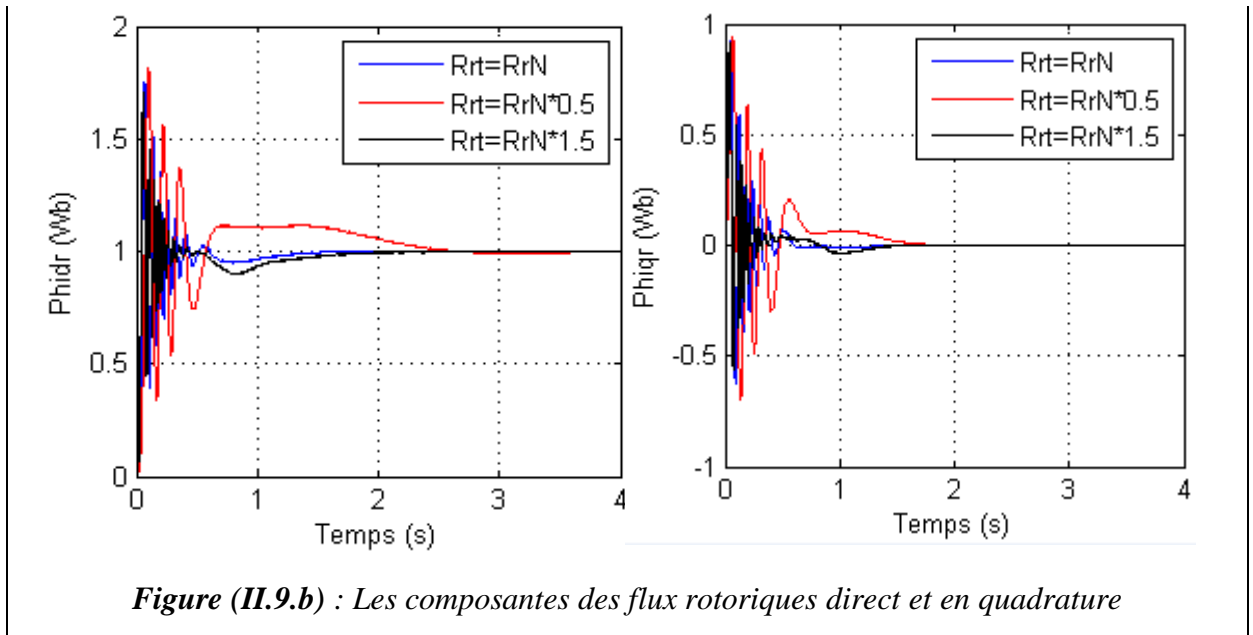 2
1.5
1
0.5
0
Phidr (Wb)
0
1
2
3
4
Temps (s)
Rrt=RrN
Rrt=RrN*0.5
Rrt=RrN*1.5
1
0.5
0
-0.5
-1
Phiqr (Wb)
0
1
2
3
4
Temps (s)
Rrt=RrN
Rrt=RrN*0.5
Rrt=RrN*1.5
Figure (II.9.b) : Les composantes des flux rotoriques direct et en quadrature